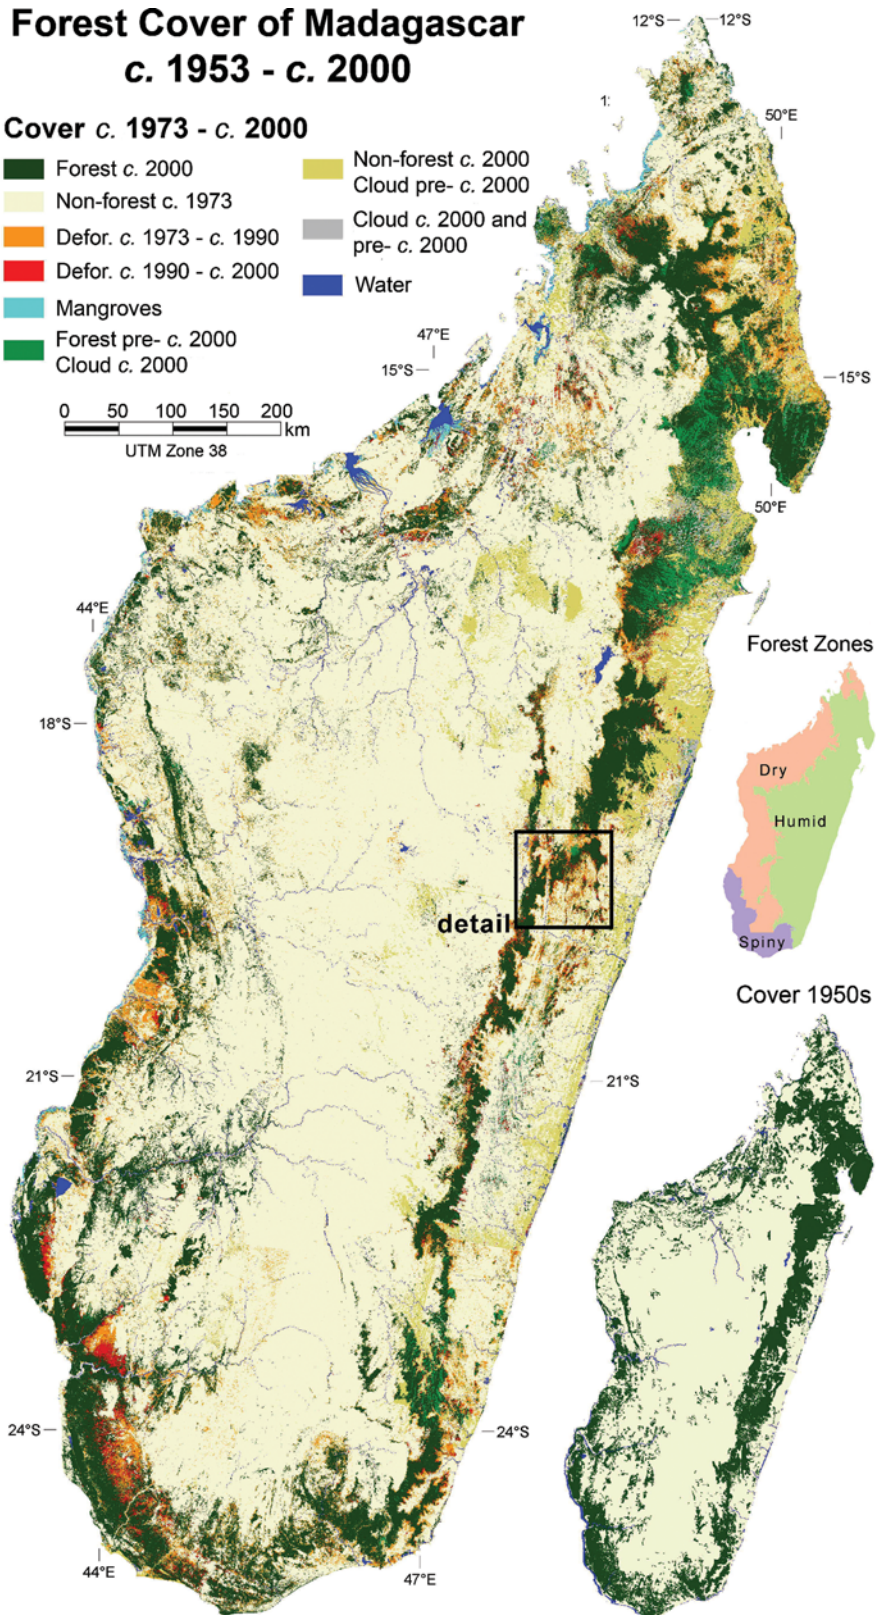 Forest Cover of Madagascar
c. 1953 - c. 2000
Cover c. 1973 - c. 2000
Forest c. 2000
Non-forest c. 1973
Defor. c. 1973 - c. 1990
Defor. c. 1990 - c. 2000
Mangroves
Forest pre- c. 2000
Cloud c. 2000
Non-forest c. 2000
Cloud pre- c. 2000
Cloud c. 2000 and
pre- c. 2000
Water
0 50 100 150 200
km
UTM Zone 38
12°S
12°S
1:
50°E
47°E
15°S
15°S
50°E
44°E
18°S
detail
21°S
21°S
24°S
24°S
44°E
47°E
Forest Zones
Dry
Humid
Spiny
Cover 1950s